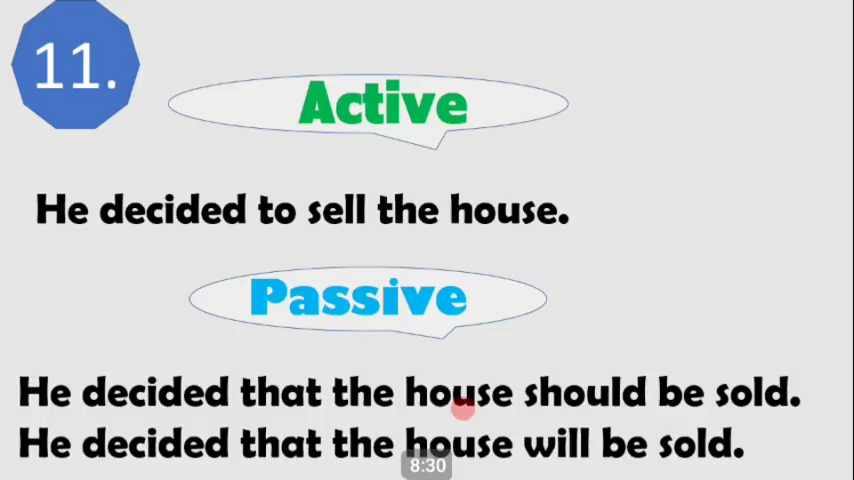 11.
Active
He decided to sell the house.
Passive
He decided that the house should be sold.
He decided that the house will be sold.
8:30